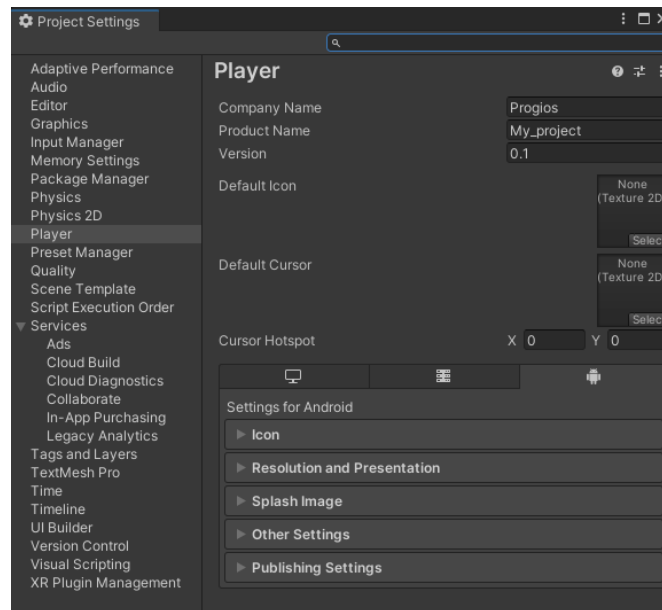 Project Settings
Adaptive Performance
Audio
Editor
Graphics
Input Manager
Memory Settings
Package Manager
Physics
Physics 2D
Player
Preset Manager
Quality
Scene Template
Script Execution Order
Services
Ads
Cloud Build
Cloud Diagnostics
Collaborate
In-App Purchasing
Legacy Analytics
Tags and Layers
TextMesh Pro
Time
Timeline
UI Builder
Version Control
Visual Scripting
XR Plugin Management
Player
Company Name Progios
Product Name My_project
Version 0.1
Default Icon
None
(Texture 2D
Selec
Default Cursor
None
(Texture 2D
Selec
Cursor Hotspot X 0 Y 0
Settings for Android
Icon
Resolution and Presentation
Splash Image
Other Settings
Publishing Settings